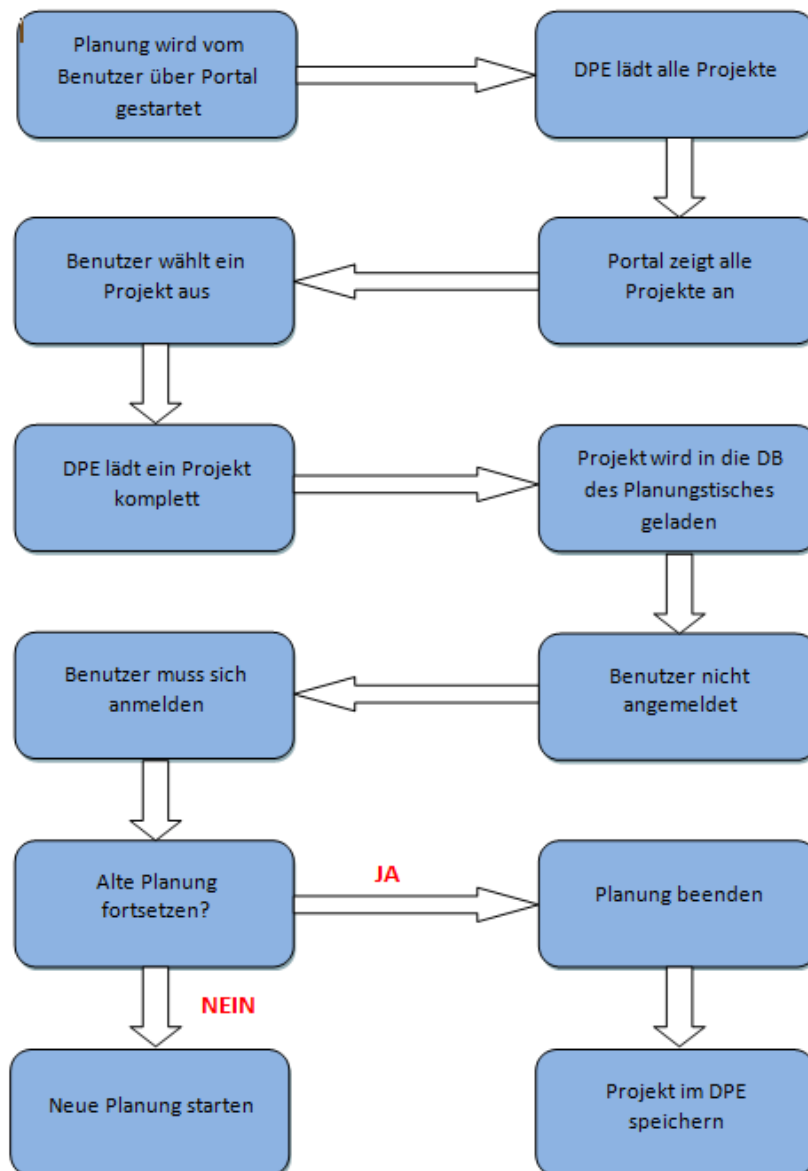 Planung wird vom
Benutzer über Portal
gestartet
DPE lädt alle Projekte
Portal zeigt alle
Projekte an
Benutzer wählt ein
Projekt aus
DPE lädt ein Projekt
komplett
Projekt wird in die DB
des Planungstisches
geladen
Benutzer nicht
angemeldet
Benutzer muss sich
anmelden
Alte Planung
fortsetzen?
JA
Planung beenden
NEIN
Neue Planung starten
Projekt im DPE
speichern